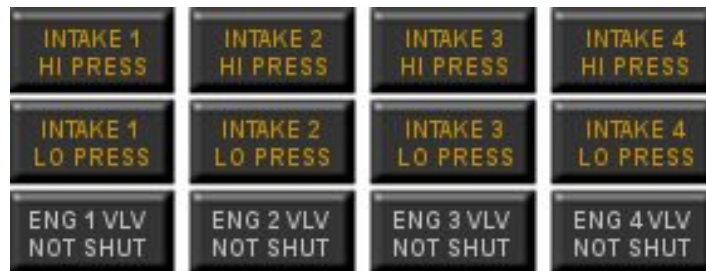 INTAKE 1 INTAKE 2 INTAKE 3 INTAKE 4
HI PRESS HI PRESS HI PRESS HI PRESS
INTAKE 1 INTAKE 2 INTAKE 3 INTAKE 4
LO PRESS LO PRESS LO PRESS LO PRESS
ENG 1 VLV ENG 2 VLV ENG 3 VLV ENG 4 VLV
NOT SHUT NOT SHUT NOT SHUT NOT SHUT